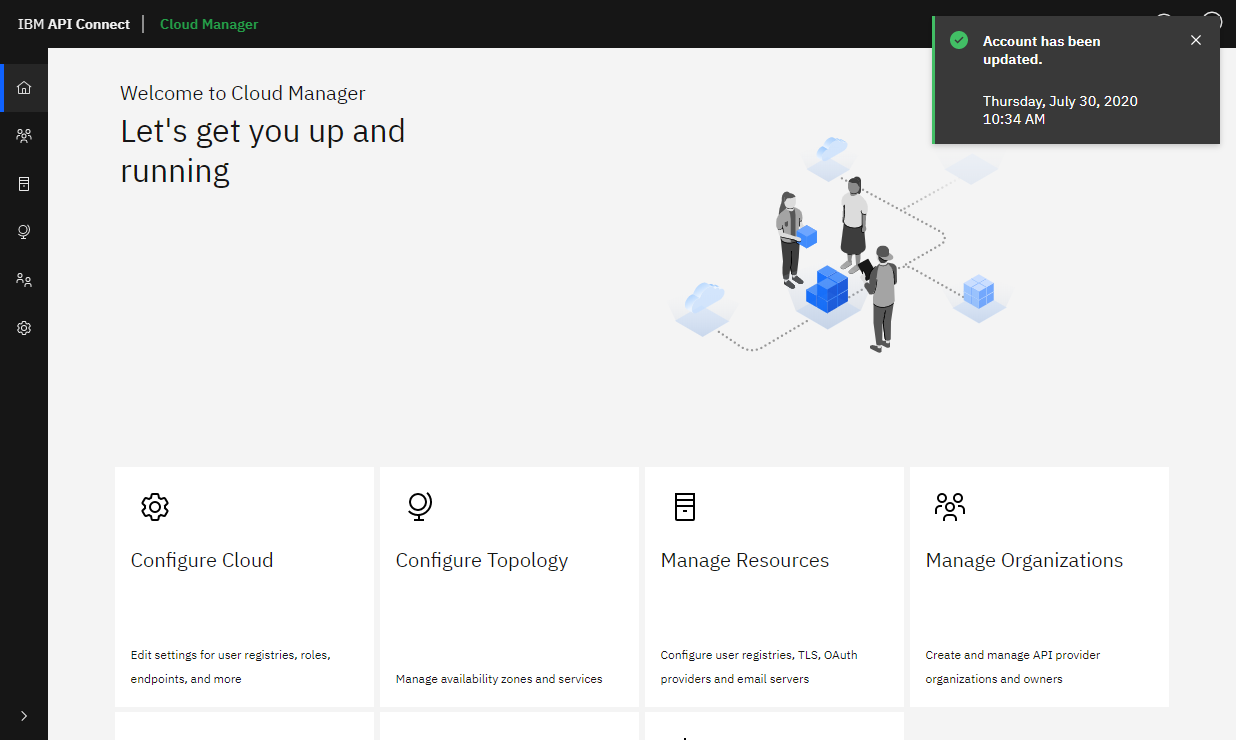 IBM API Connect
Cloud Manager
Account has been
updated.
Thursday, July 30, 2020
10:34 AM
Welcome to Cloud Manager
Let's get you up and
running
Configure Cloud
Edit settings for user registries, roles,
endpoints, and more
Configure Topology
Manage availability zones and services
Manage Resources
Configure user registries, TLS, OAuth
providers and email servers
Manage Organizations
Create and manage API provider
organizations and owners